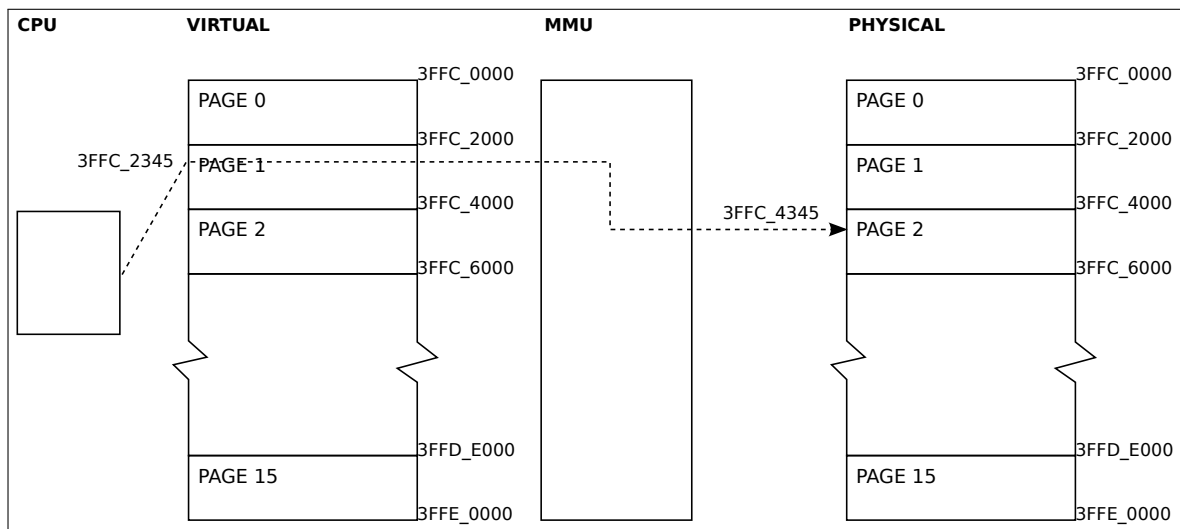 CPU VIRTUAL MMU PHYSICAL
3FFC_0000 3FFC_0000
PAGE 0 PAGE 0
3FFC_2000 3FFC_2000
3FFC_2345 PAGE 1 PAGE 1
3FFC_4000 3FFC_4000
3FFC_4345
PAGE 2 PAGE 2
3FFC_6000 3FFC_6000
3FFD_E000 3FFD_E000
PAGE 15 PAGE 15
3FFE_0000 3FFE_0000